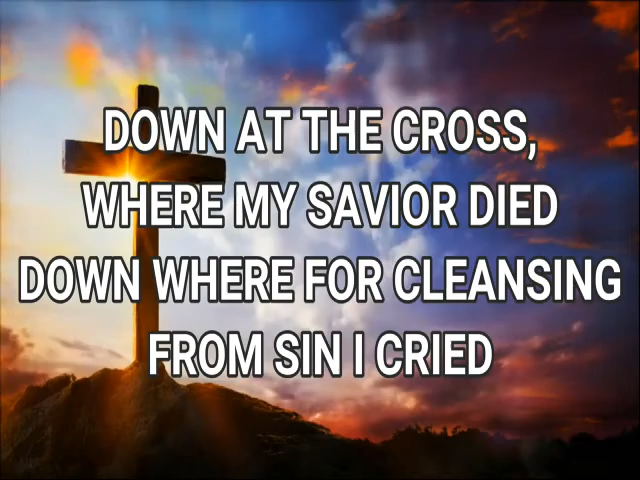 DOWN AT THE CROSS,
WHERE MY SAVIOR DIED
DOWN WHERE FOR CLEANSING
FROM SIN I CRIED